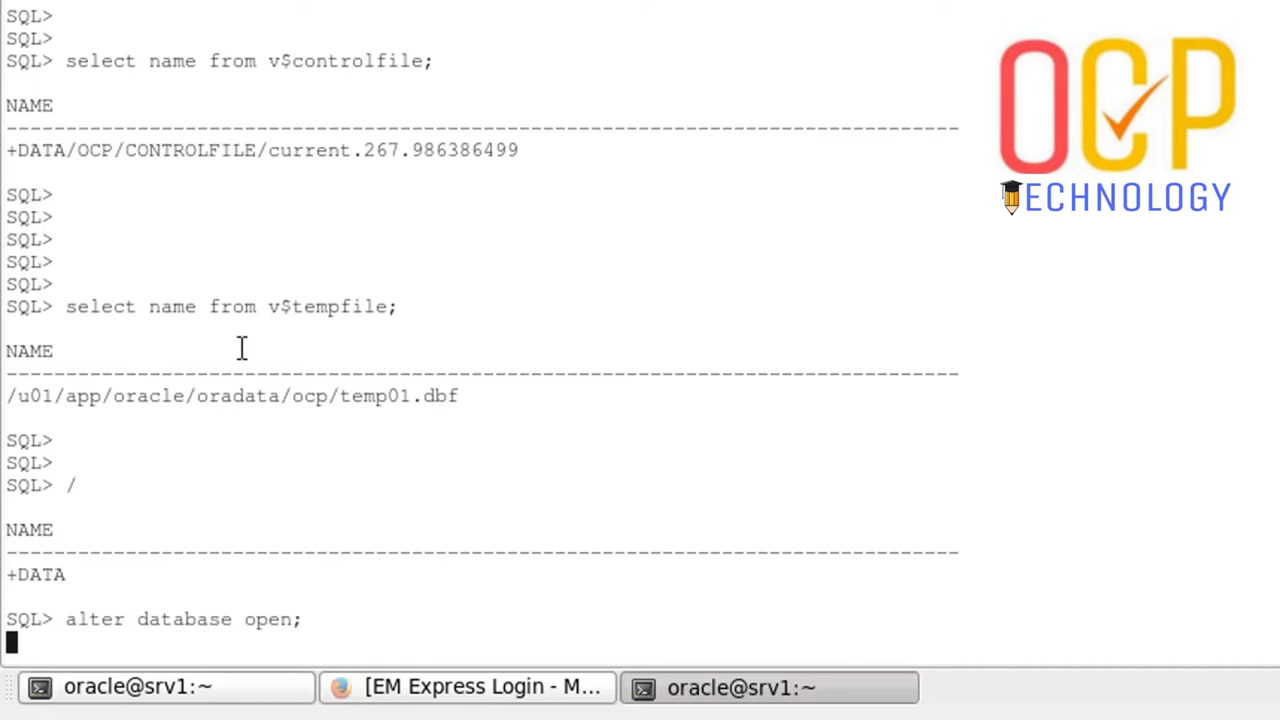 SQL>
SQL>
SQL> select name from v$controlfile;
NAME
--------------------------------------------------------------------------------
+DATA/OCP/CONTROLFILE/current.267.986386499
SQL>
SQL>
SQL>
SQL>
SQL>
SQL> select name from v$tempfile;
NAME
--------------------------------------------------------------------------------
/u01/app/oracle/oradata/ocp/temp01.dbf
SQL>
SQL>
SQL> /
NAME
--------------------------------------------------------------------------------
+DATA
SQL> alter database open;
OCP
TECHNOLOGY
oracle@srv1:~
[EM Express Login - M...
oracle@srv1:~